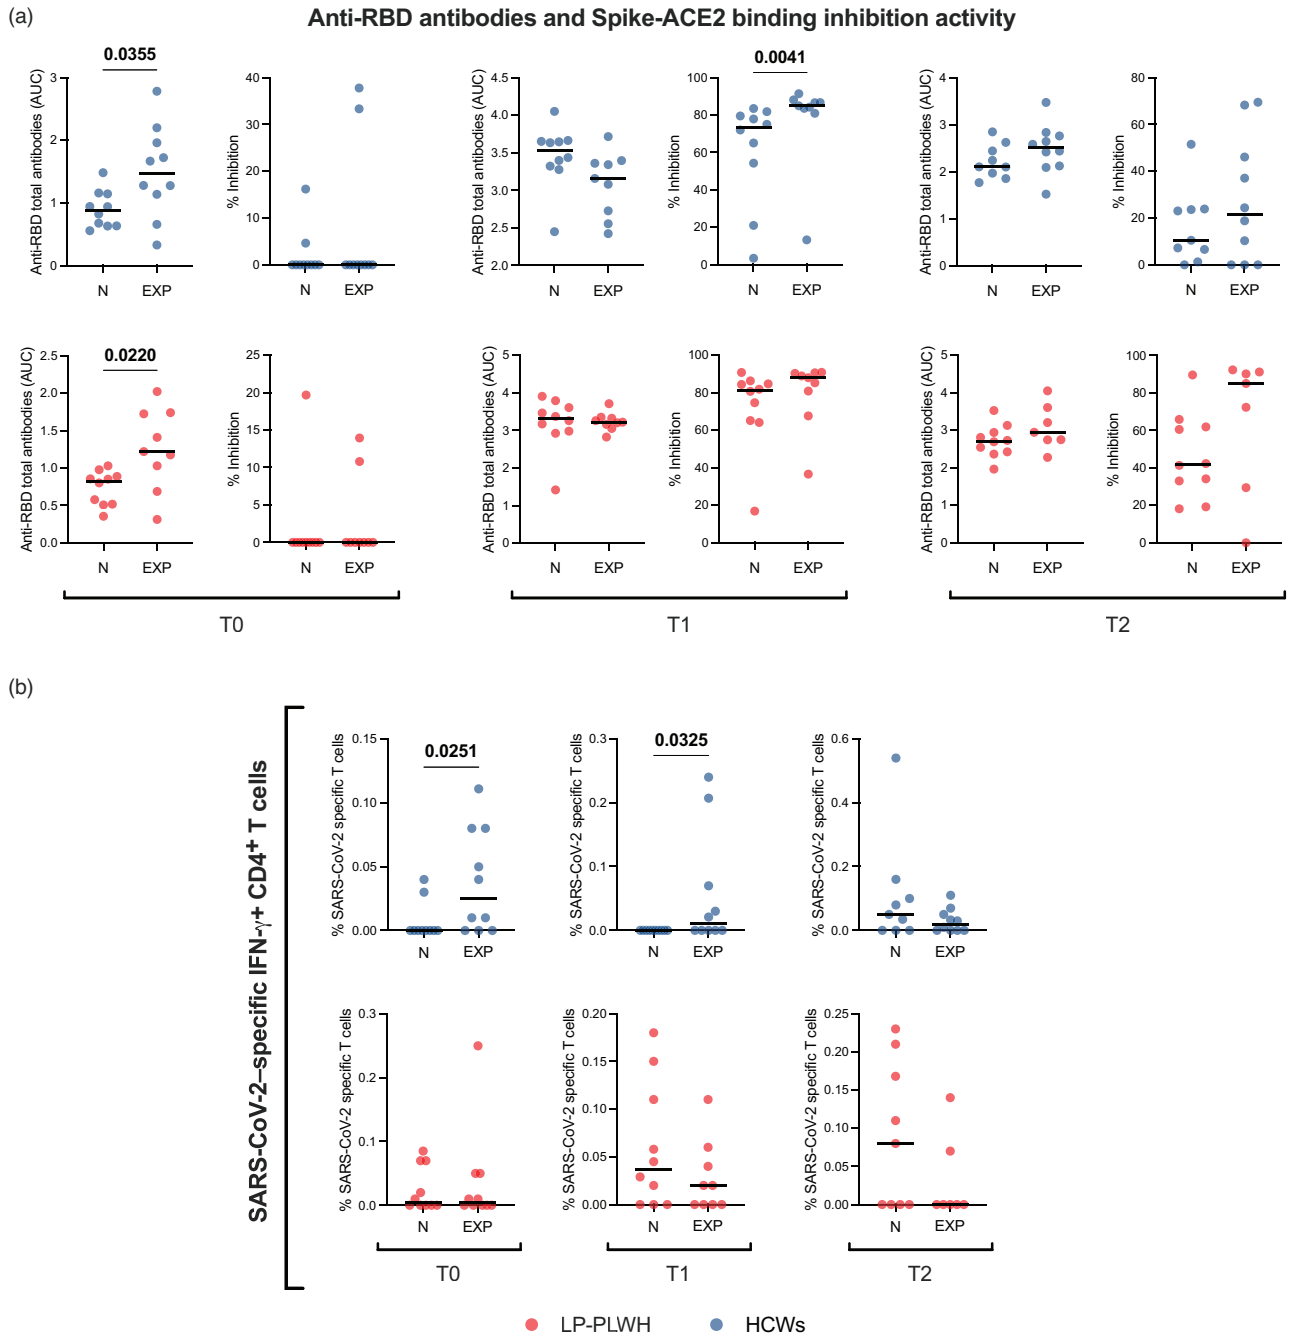 (a)
Anti-RBD antibodies and Spike-ACE2 binding inhibition activity
0.0355
Anti-RBD total antibodies (AUC)
3
2
1
0
N EXP
% Inhibition
40
30
20
10
0
N EXP
Anti-RBD total antibodies (AUC)
4.5
4.0
3.5
3.0
2.5
2.0
N EXP
0.0041
% Inhibition
100
80
60
40
20
0
N EXP
Anti-RBD total antibodies (AUC)
4
3
2
1
0
N EXP
% Inhibition
80
60
40
20
0
N EXP
0.0220
Anti-RBD total antibodies (AUC)
2.5
2.0
1.5
1.0
0.5
0.0
N EXP
% Inhibition
25
20
15
10
5
0
N EXP
Anti-RBD total antibodies (AUC)
5
4
3
2
1
0
N EXP
% Inhibition
100
80
60
40
20
0
N EXP
Anti-RBD total antibodies (AUC)
5
4
3
2
1
0
N EXP
% Inhibition
100
80
60
40
20
0
N EXP
T0
T1
T2
(b)
SARS-CoV-2–specific IFN-γ+ CD4+ T cells
0.0251
% SARS-CoV-2 specific T cells
0.15
0.10
0.05
0.00
N EXP
0.0325
% SARS-CoV-2 specific T cells
0.3
0.2
0.1
0.0
N EXP
% SARS-CoV-2 specific T cells
0.6
0.4
0.2
0.0
N EXP
% SARS-CoV-2 specific T cells
0.3
0.2
0.1
0.0
N EXP
% SARS-CoV-2 specific T cells
0.20
0.15
0.10
0.05
0.00
N EXP
% SARS-CoV-2 specific T cells
0.25
0.20
0.15
0.10
0.05
0.00
N EXP
T0
T1
T2
LP-PLWH
HCWs